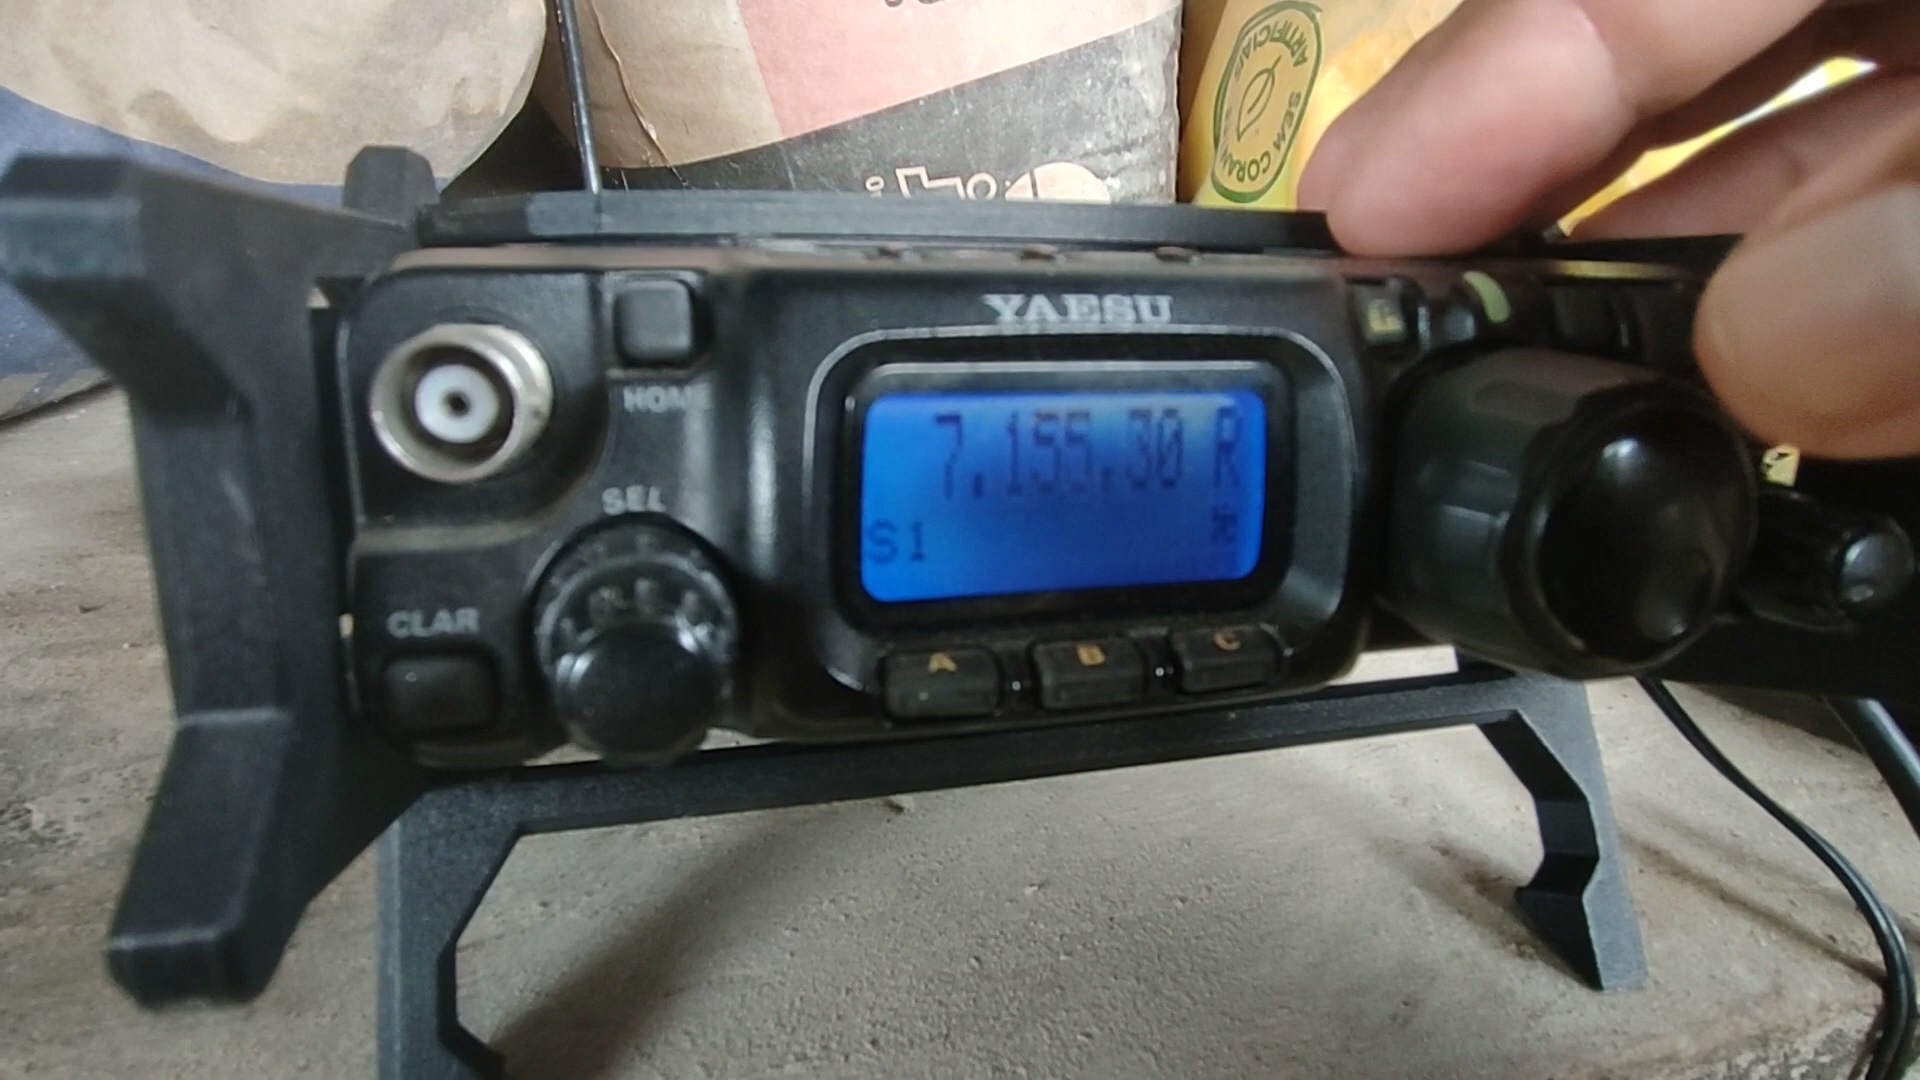 SEM CORAN
ARTIFICIAIS
YAESU
F
HOME
7.155.30 R
SEL
S1
CLAR
A B C